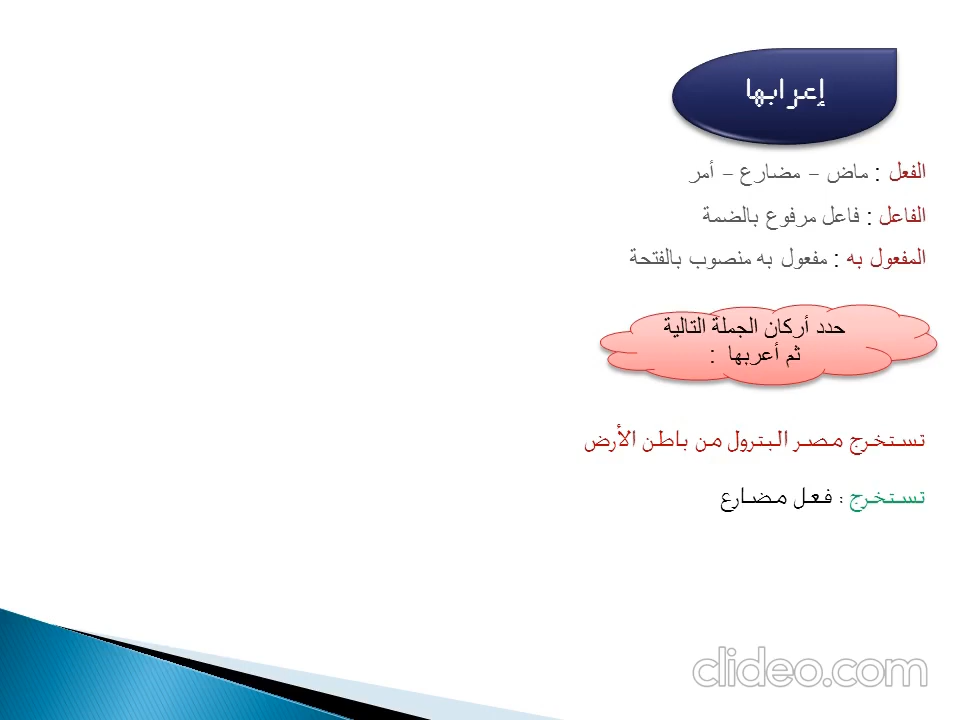 إعرابها
الفعل : ماض - مضارع - أمر
الفاعل : فاعل مرفوع بالضمة
المفعول به : مفعول به منصوب بالفتحة
حدد أركان الجملة التالية
ثم أعربها :
تستخرج مصر البترول من باطن الأرض
تستخرج : فعل مضارع
clideo.com